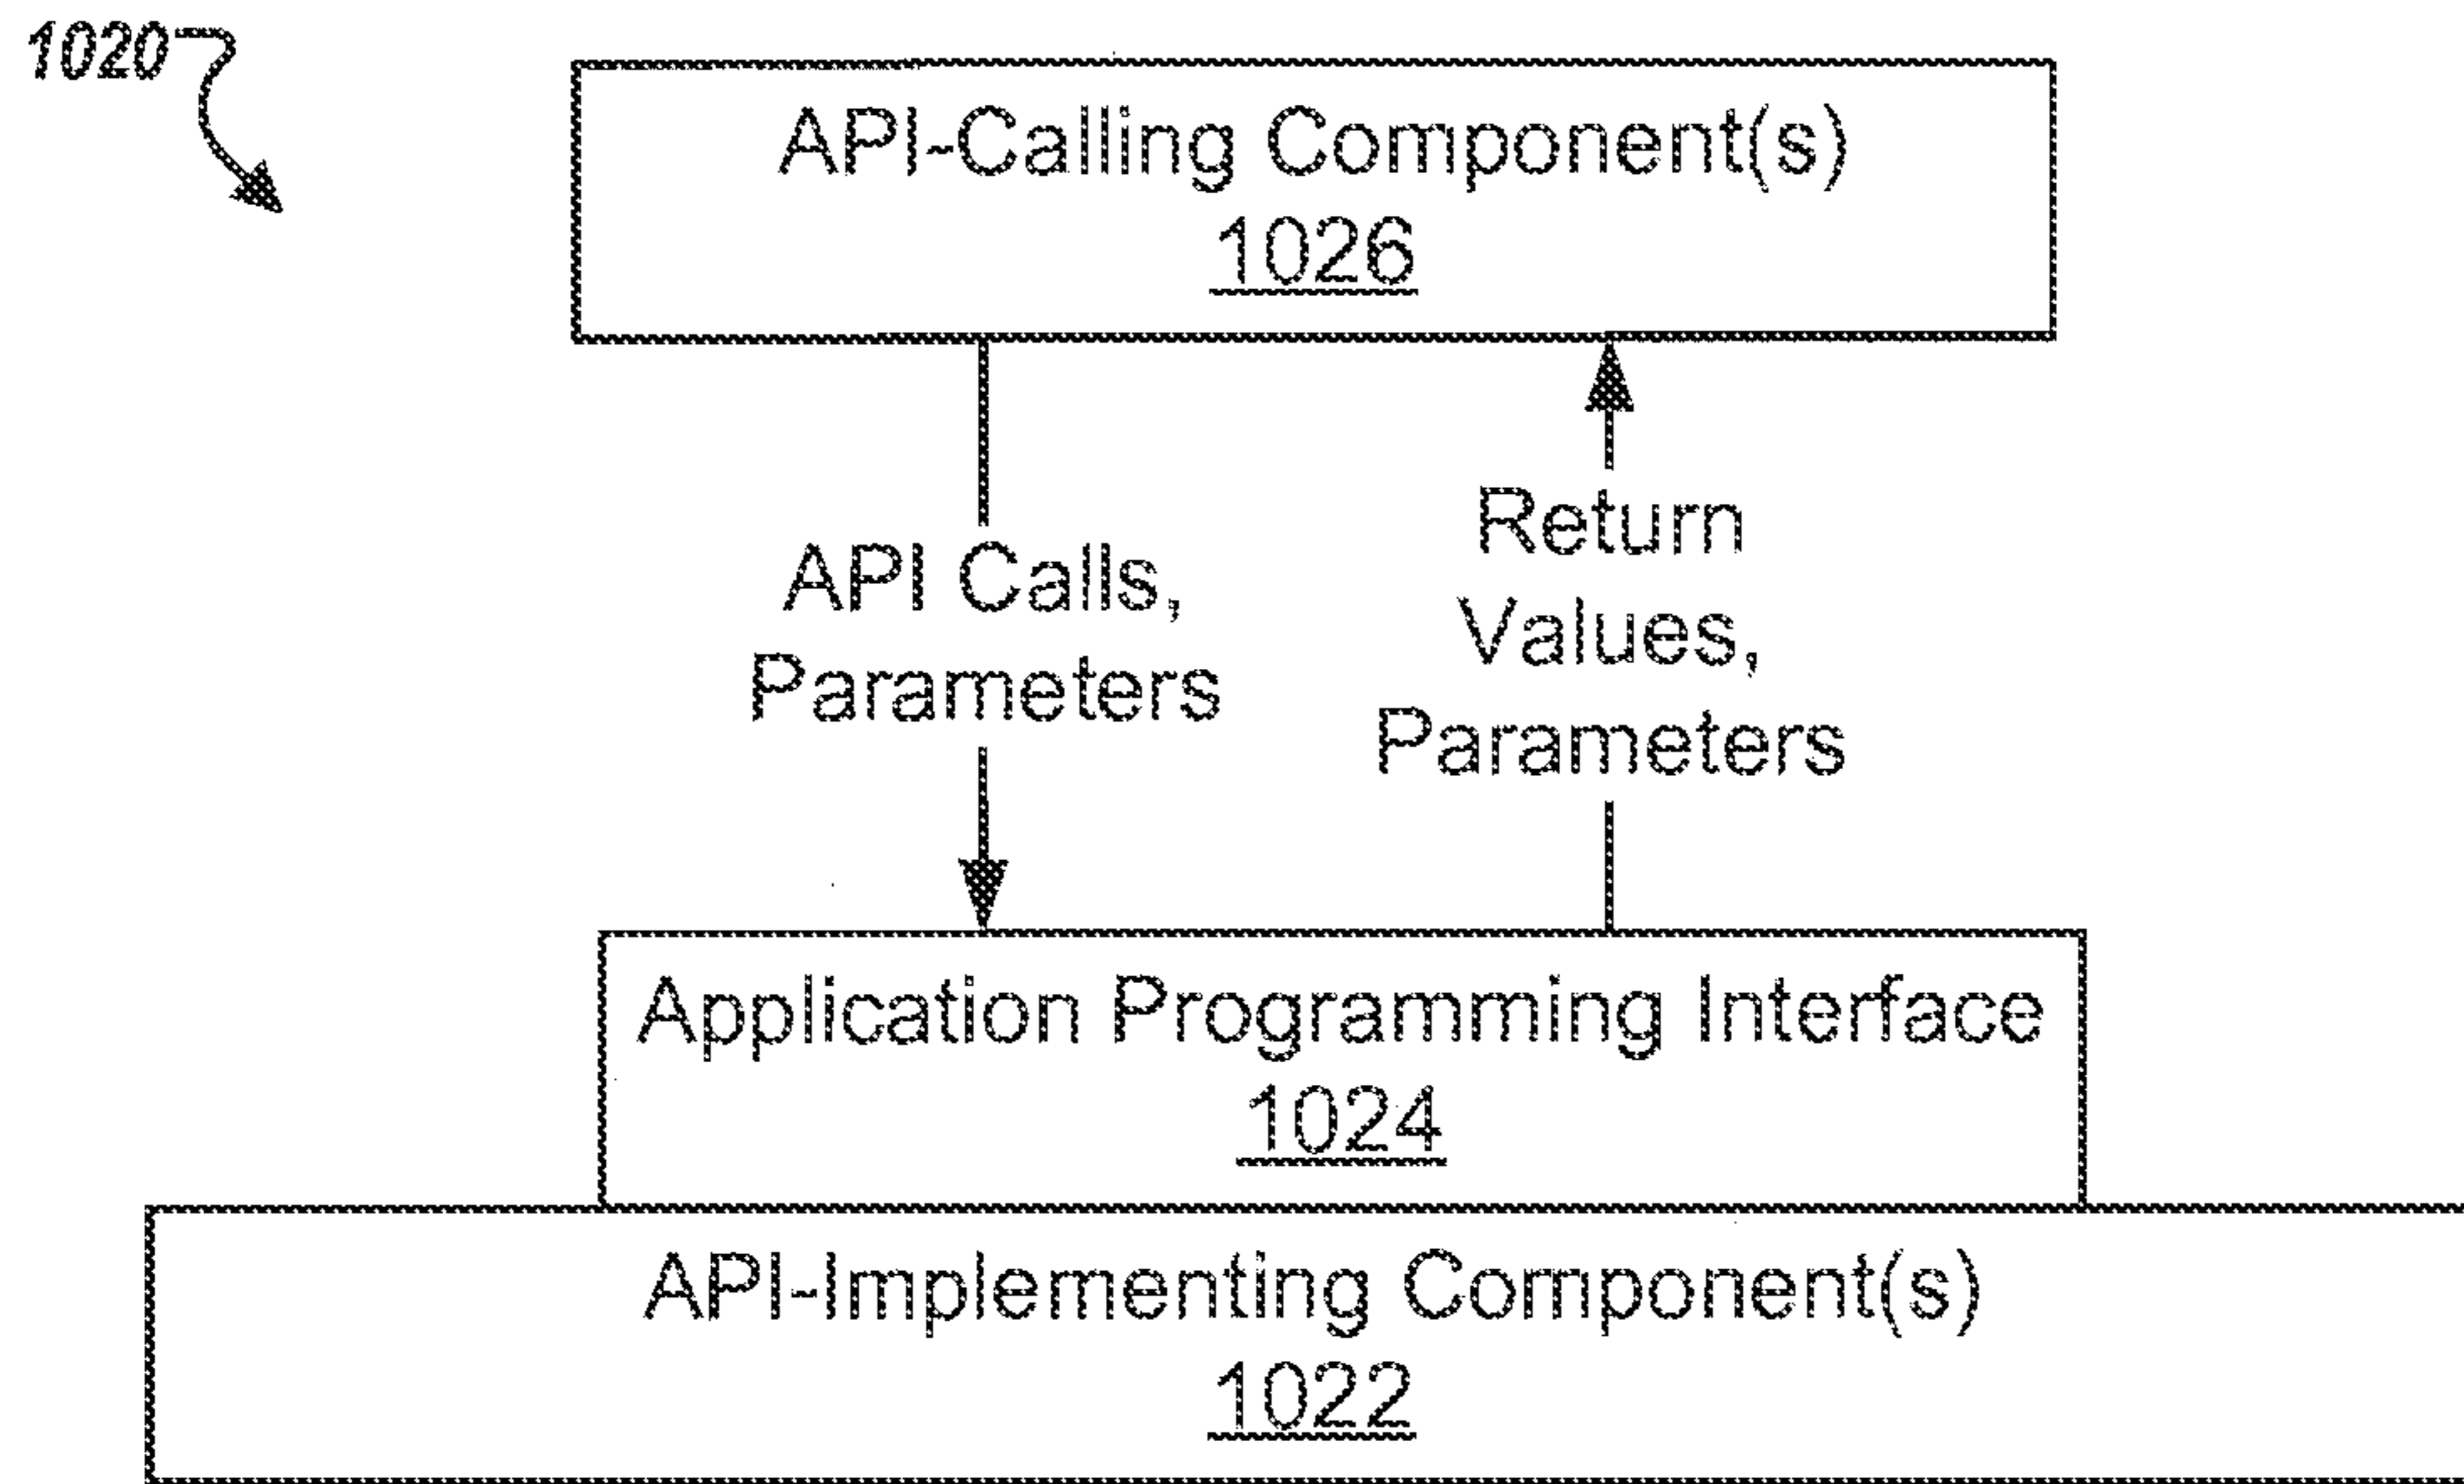 1020
API-Calling Component(s)
1026
API Calls,
Parameters
Return
Values,
Parameters
Application Programming Interface
1024
API-Implementing Component(s)
1022